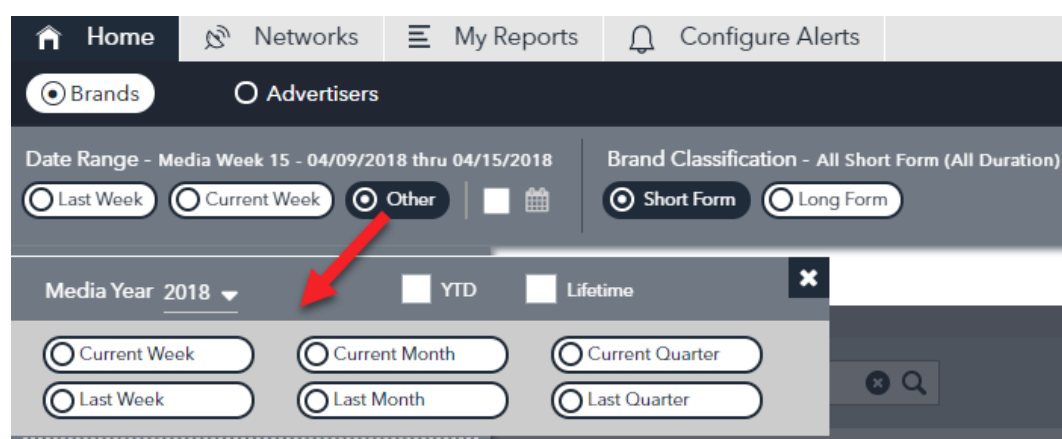 Home Networks My Reports Configure Alerts
Brands Advertisers
Date Range - Media Week 15 - 04/09/2018 thru 04/15/2018 Brand Classification - All Short Form (All Duration)
Last Week Current Week Other Short Form Long Form
Media Year 2018 YTD Lifetime
Current Week Current Month Current Quarter
Last Week Last Month Last Quarter